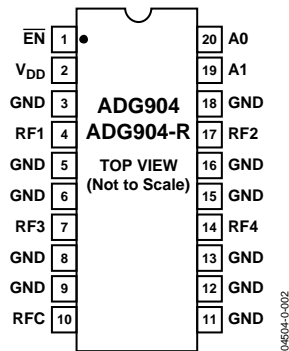 E̅N̅ 1 20 A0
VDD 2 19 A1
GND 3 18 GND
ADG904
RF1 4 17 RF2
ADG904-R
GND 5 16 GND
TOP VIEW
GND 6 15 GND
(Not to Scale)
RF3 7 14 RF4
GND 8 13 GND
GND 9 12 GND
RFC 10 11 GND
04504-0-002